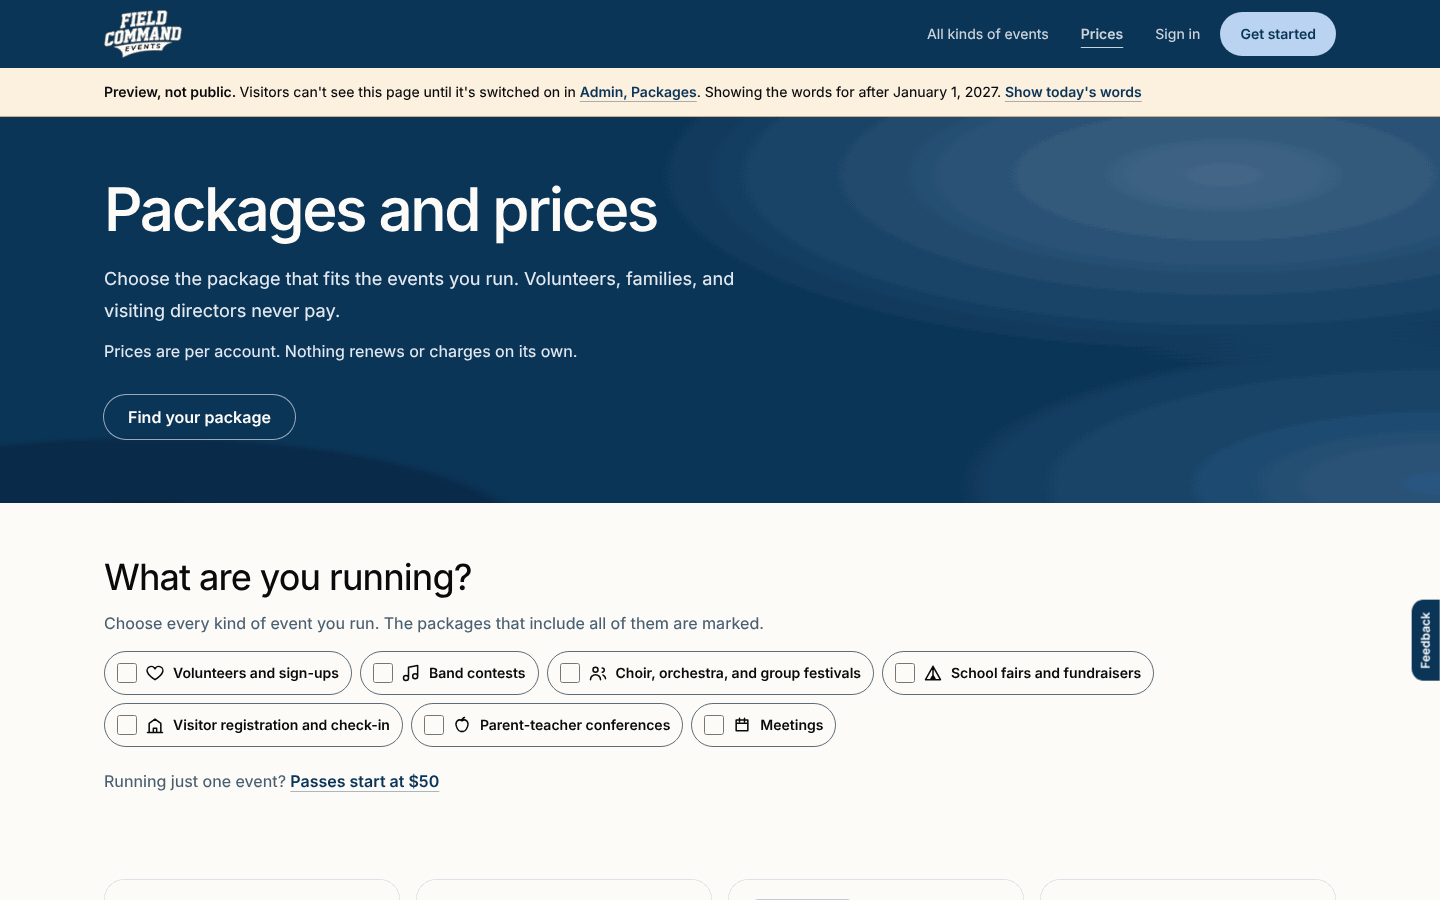 FIELD
COMMAND
EVENTS
All kinds of events
Prices
Sign in
Get started
Preview, not public. Visitors can't see this page until it's switched on in Admin, Packages. Showing the words for after January 1, 2027. Show today's words
Packages and prices
Choose the package that fits the events you run. Volunteers, families, and
visiting directors never pay.
Prices are per account. Nothing renews or charges on its own.
Find your package
What are you running?
Choose every kind of event you run. The packages that include all of them are marked.
Volunteers and sign-ups
Band contests
Choir, orchestra, and group festivals
School fairs and fundraisers
Visitor registration and check-in
Parent-teacher conferences
Meetings
Running just one event? Passes start at $50
Feedback